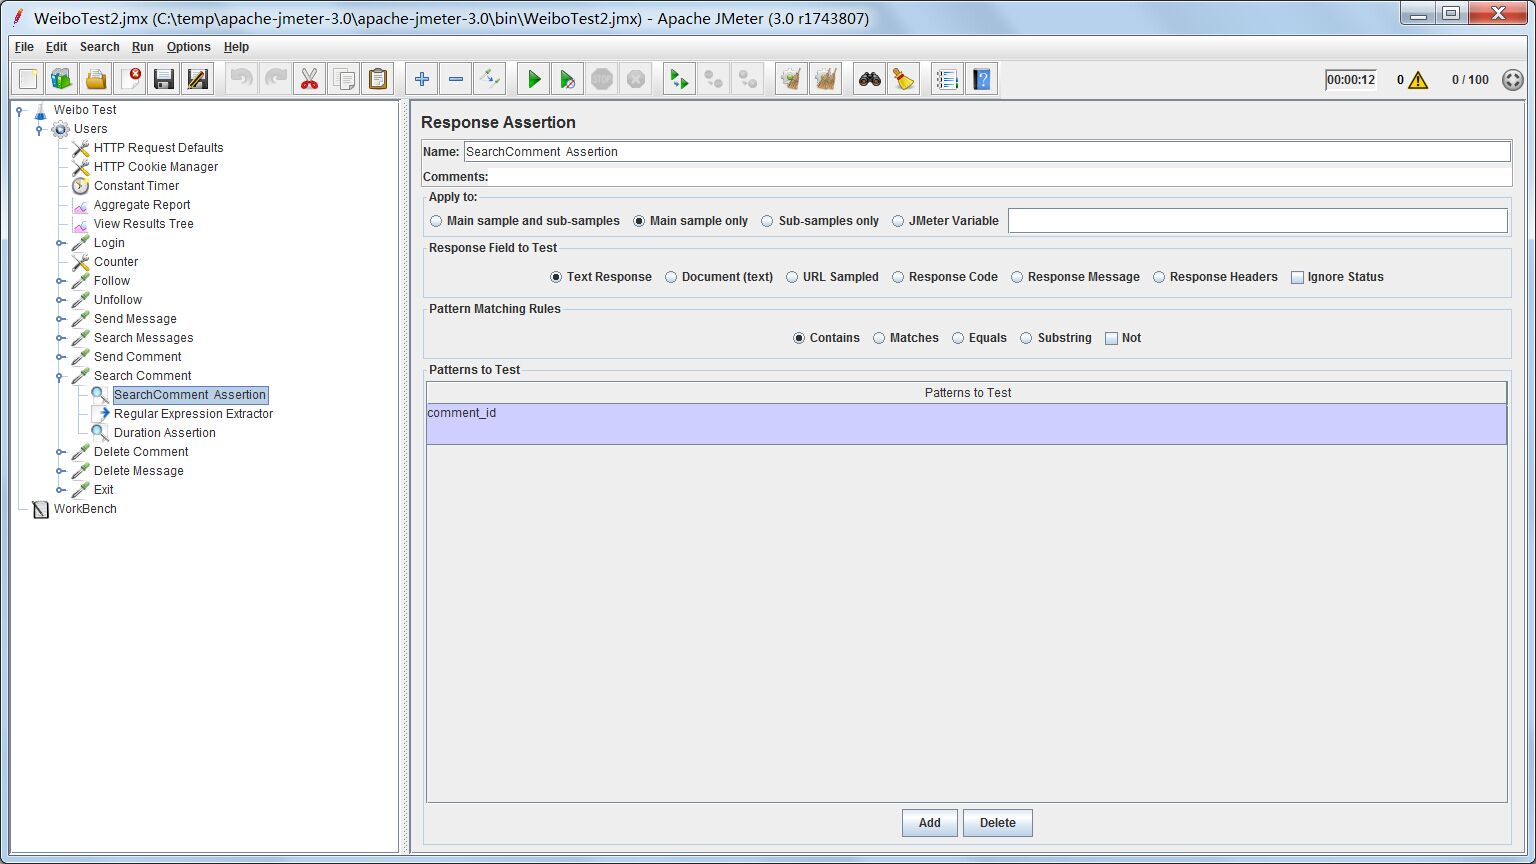 WeiboTest2.jmx (C:\temp\apache-jmeter-3.0\apache-jmeter-3.0\bin\WeiboTest2.jmx) - Apache JMeter (3.0 r1743807)
File Edit Search Run Options Help
STOP 00:00:12 0 0 / 100
Weibo Test
Users
HTTP Request Defaults
HTTP Cookie Manager
Constant Timer
Aggregate Report
View Results Tree
Login
Counter
Follow
Unfollow
Send Message
Search Messages
Send Comment
Search Comment
SearchComment Assertion
Regular Expression Extractor
Duration Assertion
Delete Comment
Delete Message
Exit
WorkBench
Response Assertion
Name: SearchComment Assertion
Comments:
Apply to:
Main sample and sub-samples Main sample only Sub-samples only JMeter Variable
Response Field to Test
Text Response Document (text) URL Sampled Response Code Response Message Response Headers Ignore Status
Pattern Matching Rules
Contains Matches Equals Substring Not
Patterns to Test
Patterns to Test
comment_id
Add Delete